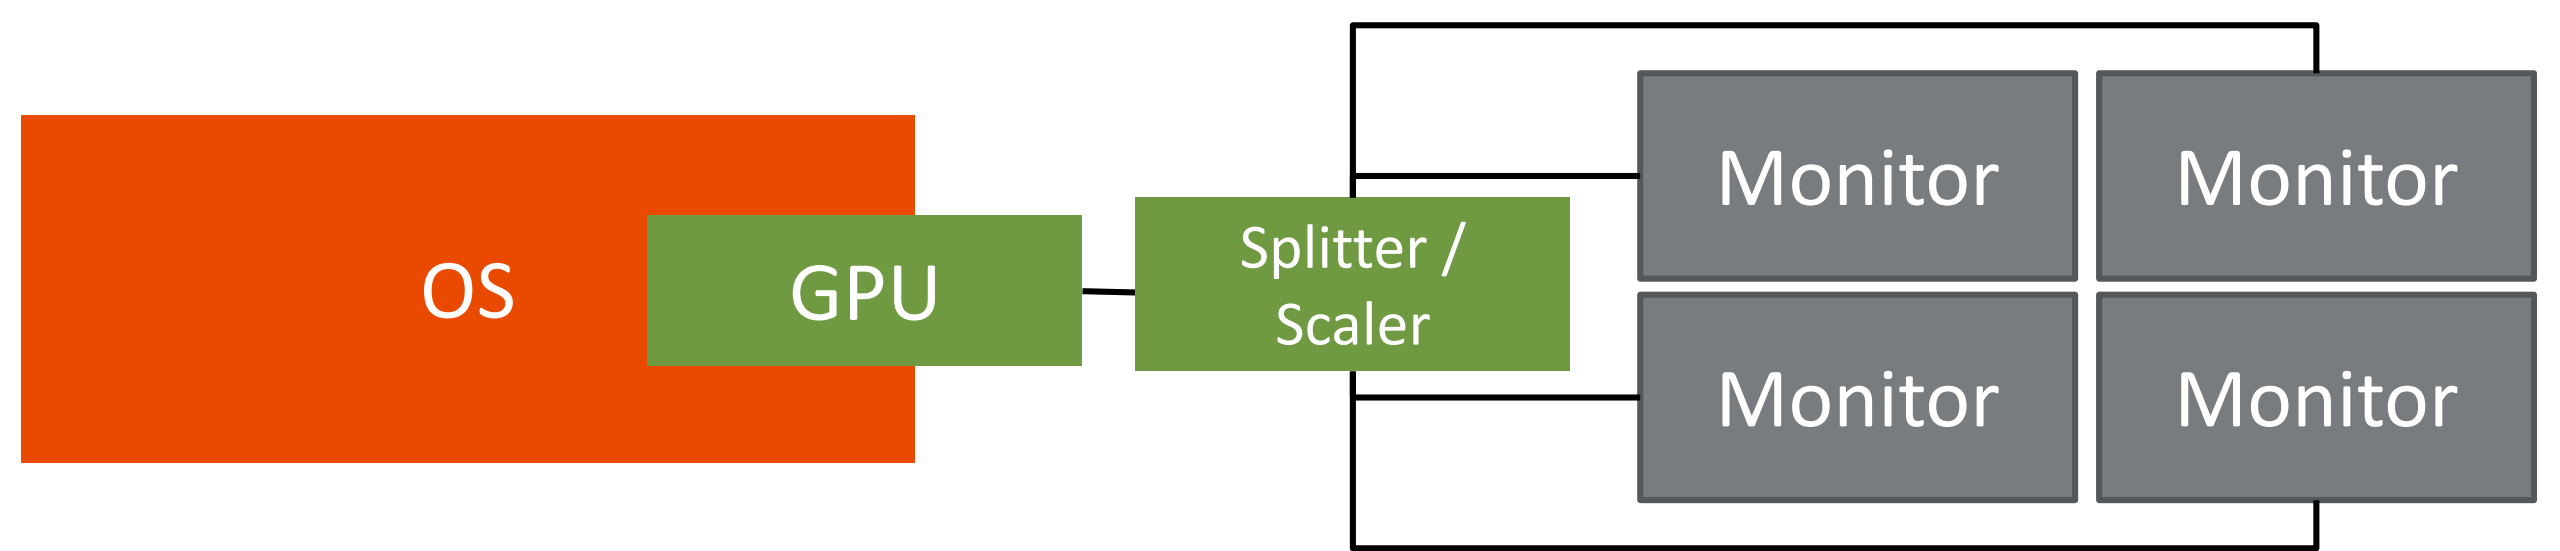 OS
GPU
Splitter /
Scaler
Monitor
Monitor
Monitor
Monitor